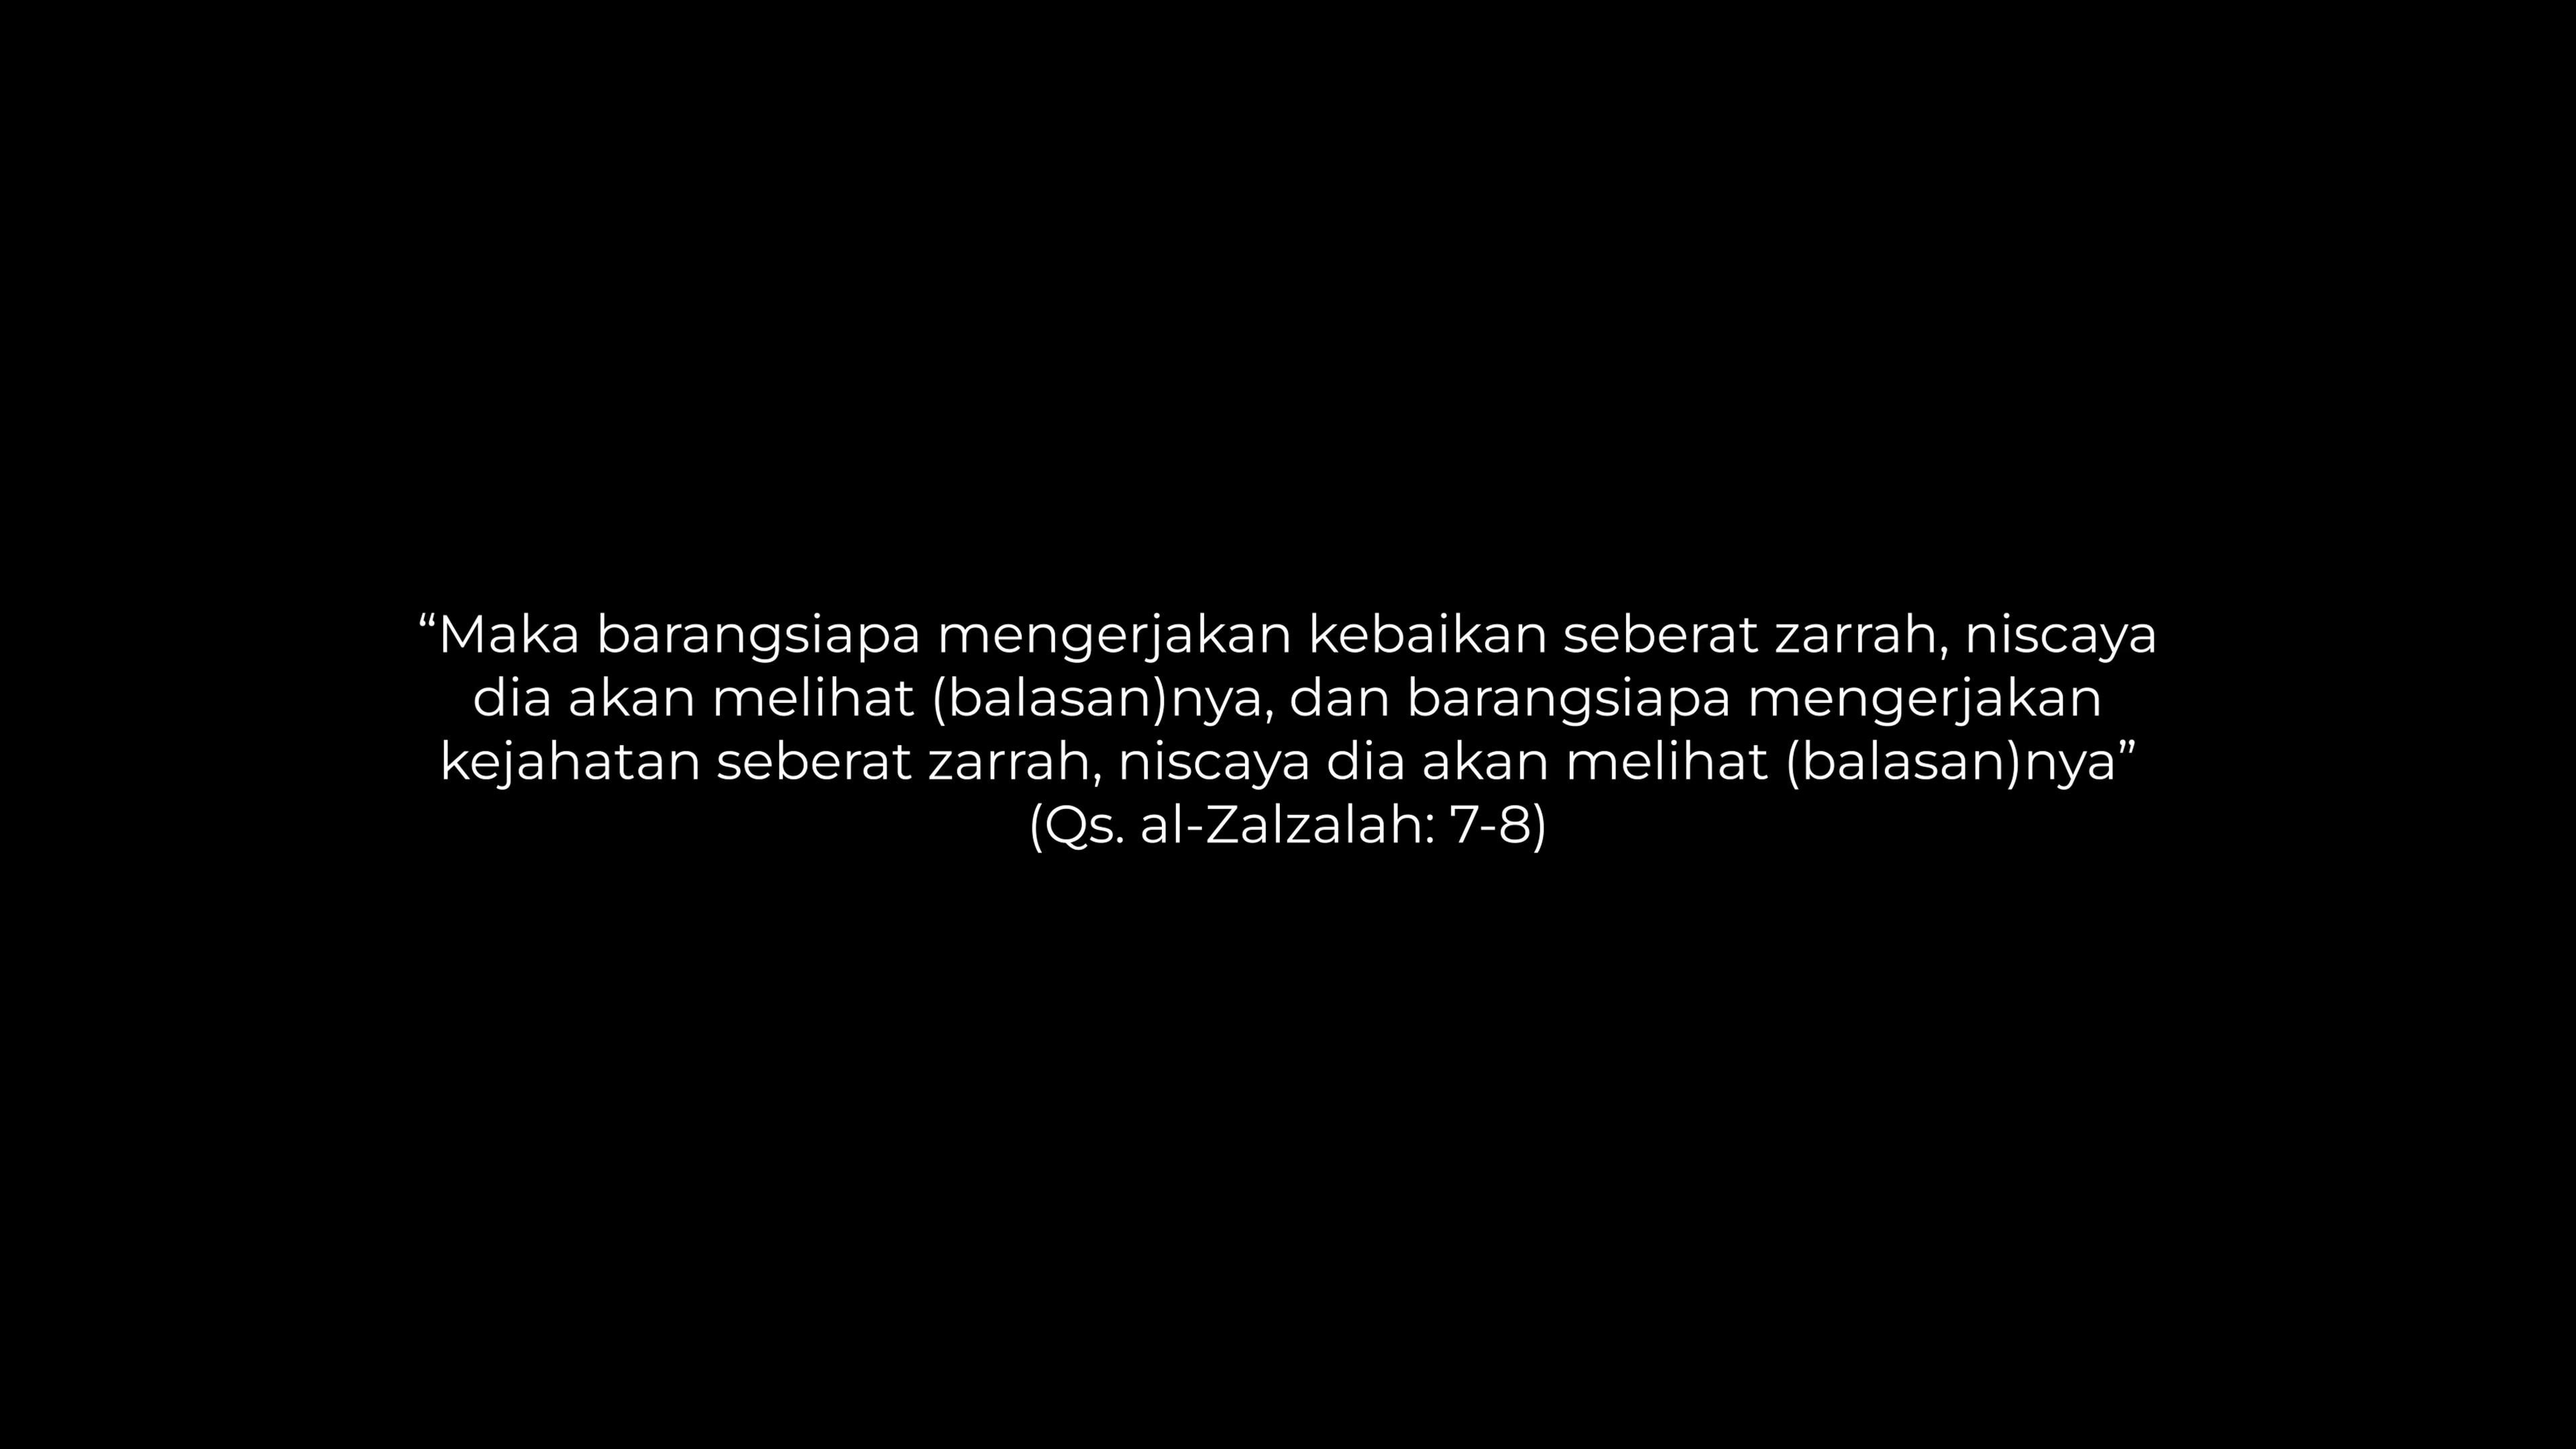 “Maka barangsiapa mengerjakan kebaikan seberat zarrah, niscaya
dia akan melihat (balasan)nya, dan barangsiapa mengerjakan
kejahatan seberat zarrah, niscaya dia akan melihat (balasan)nya”
(Qs. al-Zalzalah: 7-8)